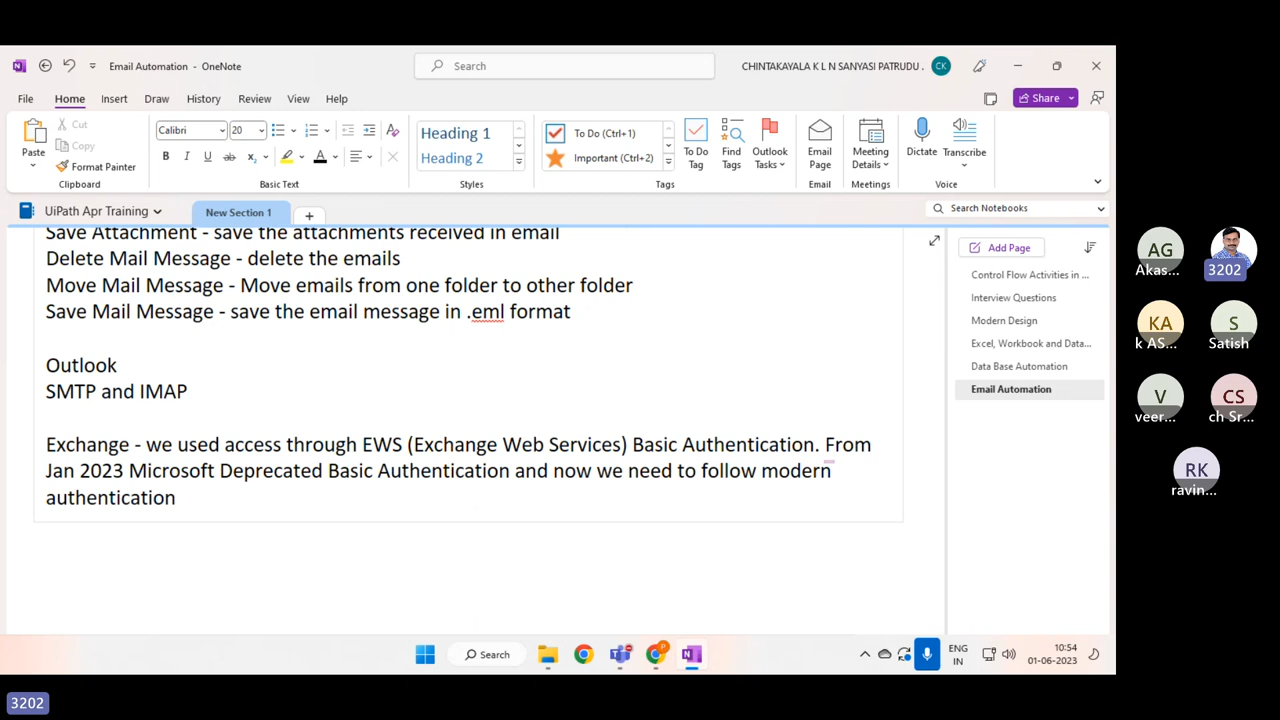 Email Automation - OneNote
Search
CHINTAKAYALA K L N SANYASI PATRUDU .
CK
File
Home
Insert
Draw
History
Review
View
Help
Share
Paste
Cut
Copy
Format Painter
Clipboard
Calibri
20
B I U ab x
A
Basic Text
Heading 1
Heading 2
Styles
To Do (Ctrl+1)
Important (Ctrl+2)
To Do
Tag
Find
Tags
Outlook
Tasks
Tags
Email
Page
Email
Meeting
Details
Meetings
Dictate
Transcribe
Voice
UiPath Apr Training
New Section 1
+
Search Notebooks
Save Attachment - save the attachments received in email
Delete Mail Message - delete the emails
Move Mail Message - Move emails from one folder to other folder
Save Mail Message - save the email message in .eml format
Outlook
SMTP and IMAP
Exchange - we used access through EWS (Exchange Web Services) Basic Authentication. From
Jan 2023 Microsoft Deprecated Basic Authentication and now we need to follow modern
authentication
Add Page
Control Flow Activities in ...
Interview Questions
Modern Design
Excel, Workbook and Data...
Data Base Automation
Email Automation
AG
Akas...
3202
KA
k AS...
S
Satish
V
veer...
CS
ch Sr...
RK
ravin...
Search
ENG
IN
10:54
01-06-2023
3202